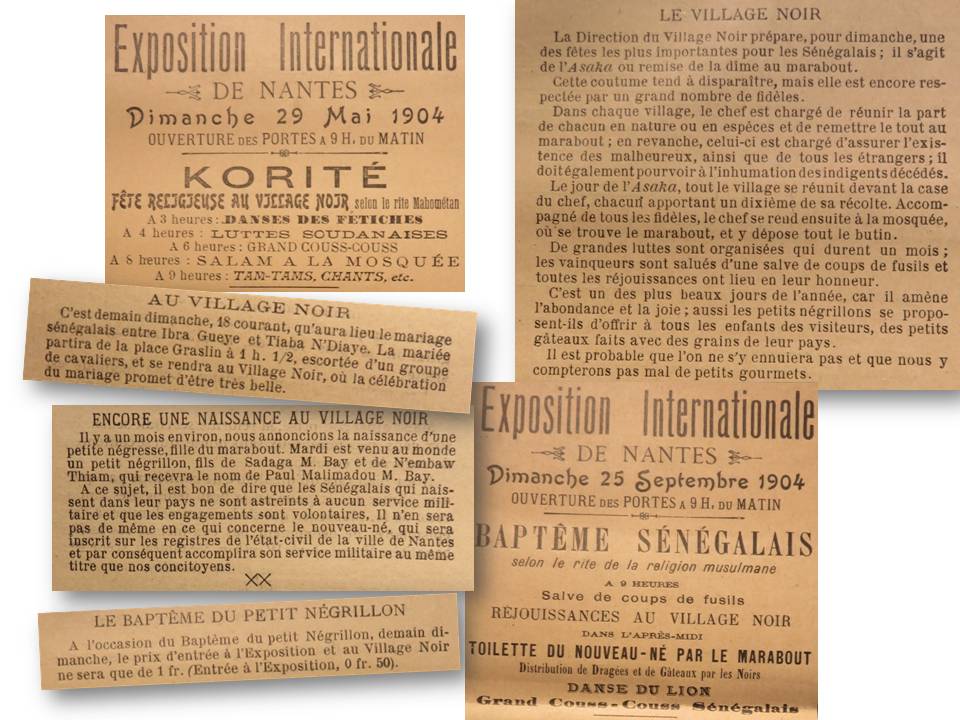 Exposition Internationale
DE NANTES
Dimanche 29 Mai 1904
OUVERTURE DES PORTES A 9 H. DU MATIN
KORITÉ
FÊTE RELIGIEUSE AU VILLAGE NOIR selon le rite Mahométan
A 3 heures : DANSES DES FÉTICHES
A 4 heures : LUTTES SOUDANAISES
A 6 heures : GRAND COUSS-COUSS
A 8 heures : SALAM A LA MOSQUÉE
A 9 heures : TAM-TAMS, CHANTS, etc.
AU VILLAGE NOIR
C'est demain dimanche, 18 courant, qu'aura lieu le mariage
sénégalais entre Ibra Gueye et Tiaba N'Diaye. La mariée
partira de la place Graslin à 1 h. 1/2, escortée d'un groupe
de cavaliers, et se rendra au Village Noir, où la célébration
du mariage promet d'être très belle.
ENCORE UNE NAISSANCE AU VILLAGE NOIR
Il y a un mois environ, nous annoncions la naissance d'une
petite négresse, fille du marabout. Mardi est venu au monde
un petit négrillon, fils de Sadaga M. Bay et de N'embaw
Thiam, qui recevra le nom de Paul Malimadou M. Bay.
A ce sujet, il est bon de dire que les Sénégalais qui nais-
sent dans leur pays ne sont astreints à aucun service mili-
taire et que les engagements sont volontaires, Il n'en sera
pas de même en ce qui concerne le nouveau-né, qui sera
inscrit sur les registres de l'état-civil de la ville de Nantes
et par conséquent accomplira son service militaire au même
titre que nos concitoyens.
XX
LE BAPTÊME DU PETIT NÉGRILLON
A l'occasion du Baptême du petit Négrillon, demain di-
manche, le prix d'entrée à l'Exposition et au Village Noir
ne sera que de 1 fr. (Entrée à l'Exposition, 0 fr. 50).
LE VILLAGE NOIR
La Direction du Village Noir prépare, pour dimanche, une
des fêtes les plus importantes pour les Sénégalais ; il s'agit
de l'Asaka ou remise de la dîme au marabout.
Cette coutume tend à disparaître, mais elle est encore res-
pectée par un grand nombre de fidèles.
Dans chaque village, le chef est chargé de réunir la part
de chacun en nature ou en espèces et de remettre le tout au
marabout ; en revanche, celui-ci est chargé d'assurer l'exis-
tence des malheureux, ainsi que de tous les étrangers ; il
doit également pourvoir à l'inhumation des indigents décédés.
Le jour de l'Asaka, tout le village se réunit devant la case
du chef, chacun apportant un dixième de sa récolte. Accom-
pagné de tous les fidèles, le chef se rend ensuite à la mosquée,
où se trouve le marabout, et y dépose tout le butin.
De grandes luttes sont organisées qui durent un mois ;
les vainqueurs sont salués d'une salve de coups de fusils et
toutes les réjouissances ont lieu en leur honneur.
C'est un des plus beaux jours de l'année, car il amène
l'abondance et la joie ; aussi les petits négrillons se propo-
sent-ils d'offrir à tous les enfants des visiteurs, des petits
gâteaux faits avec des grains de leur pays.
Il est probable que l'on ne s'y ennuiera pas et que nous y
compterons pas mal de petits gourmets.
Exposition Internationale
DE NANTES
Dimanche 25 Septembre 1904
OUVERTURE DES PORTES A 9 H. DU MATIN
BAPTÊME SÉNÉGALAIS
selon le rite de la religion musulmane
A 9 HEURES
Salve de coups de fusils
REJOUISSANCES AU VILLAGE NOIR
DANS L'APRÈS-MIDI
TOILETTE DU NOUVEAU-NÉ PAR LE MARABOUT
Distribution de Dragées et de Gâteaux par les Noirs
DANSE DU LION
Grand Couss-Couss Sénégalais